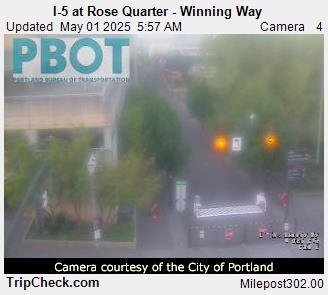 I-5 at Rose Quarter - Winning Way
Updated May 01 2025 5:57 AM Camera 4
PBOT
PORTLAND BUREAU OF TRANSPORTATION
Camera courtesy of the City of Portland
TripCheck.com Milepost302.00